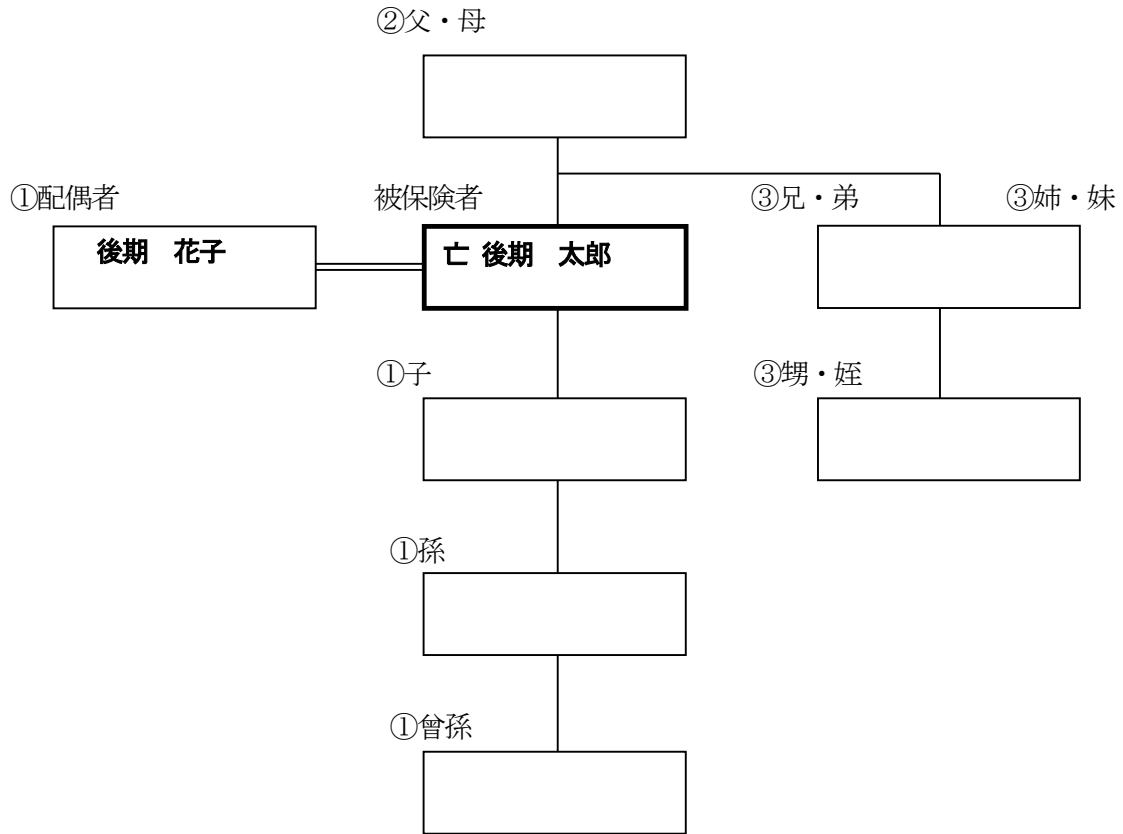 ②父・母
①配偶者
被保険者
③兄・弟
③姉・妹
後期 花子
亡 後期 太郎
①子
③甥・姪
①孫
①曾孫